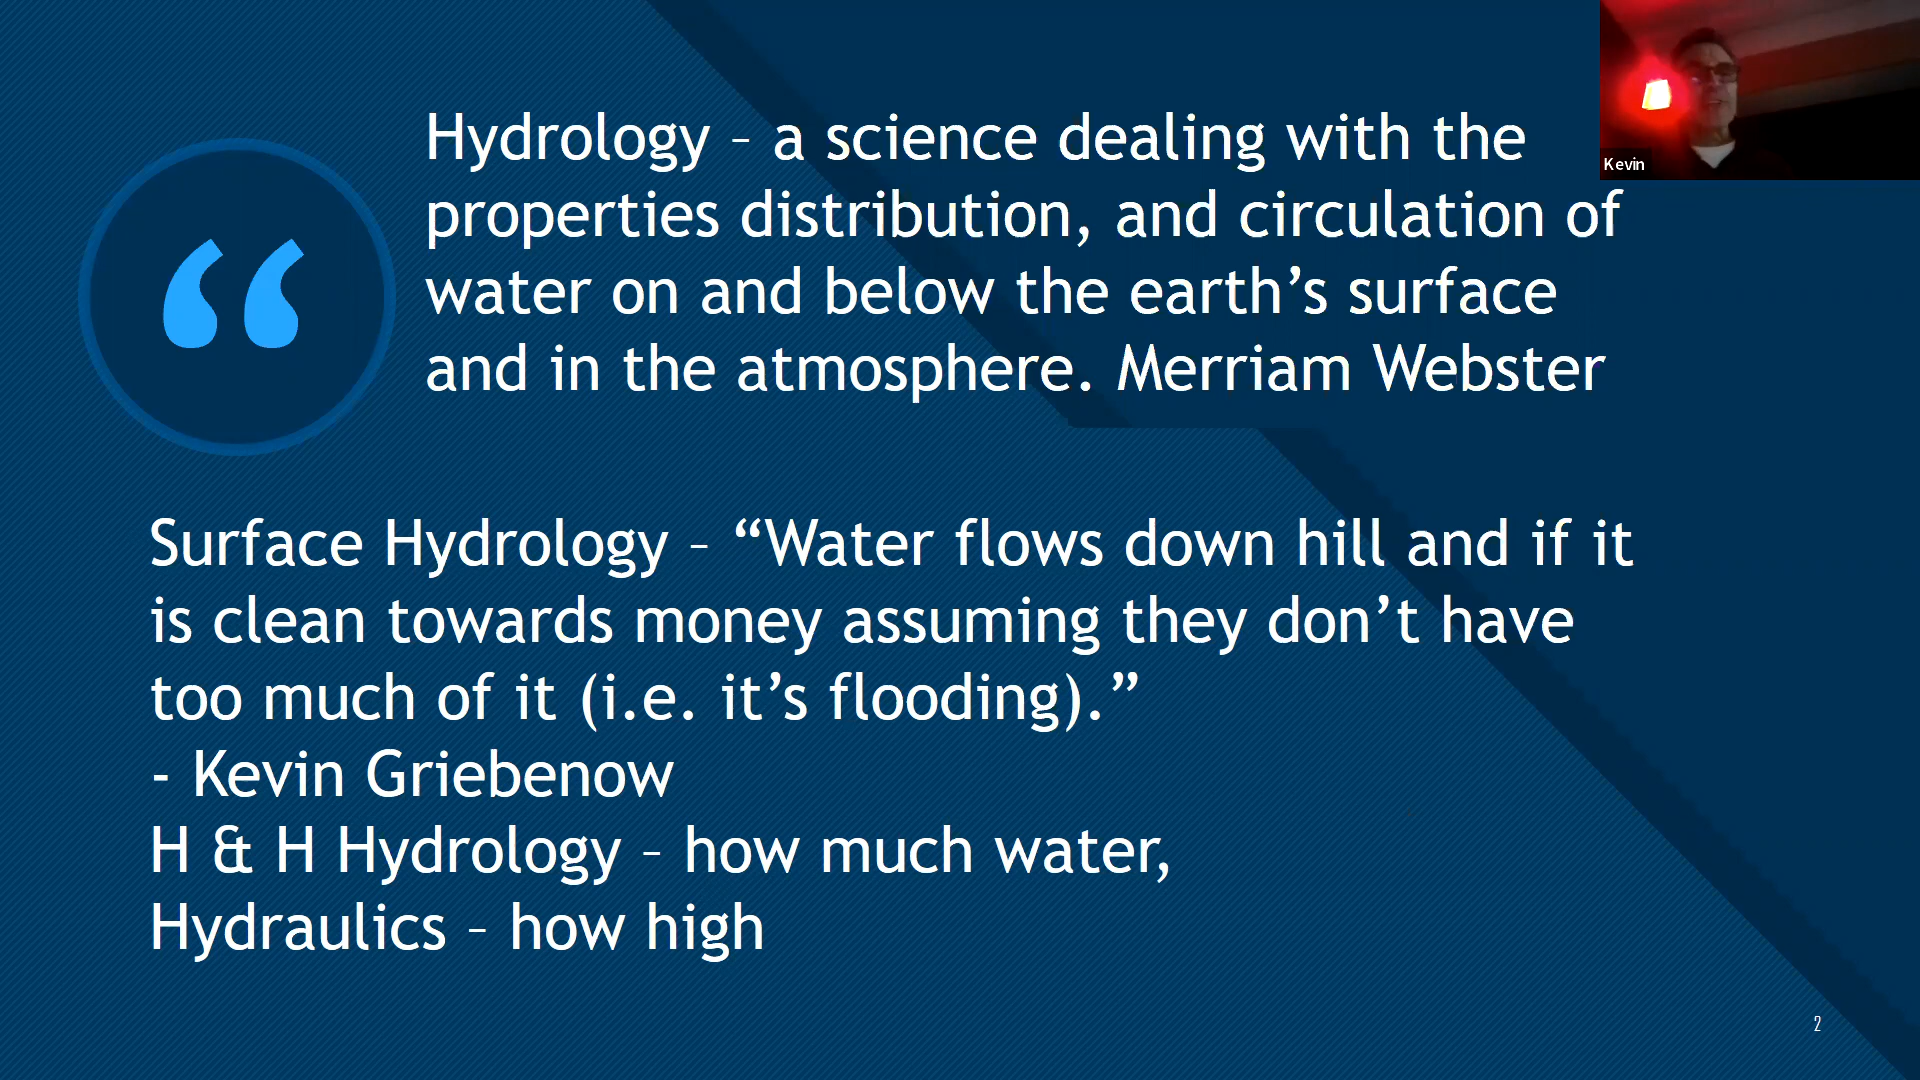 Hydrology – a science dealing with the
properties distribution, and circulation of
water on and below the earth’s surface
and in the atmosphere. Merriam Webster
Kevin
Surface Hydrology – “Water flows down hill and if it
is clean towards money assuming they don’t have
too much of it (i.e. it’s flooding).”
- Kevin Griebenow
H & H Hydrology – how much water,
Hydraulics – how high
2